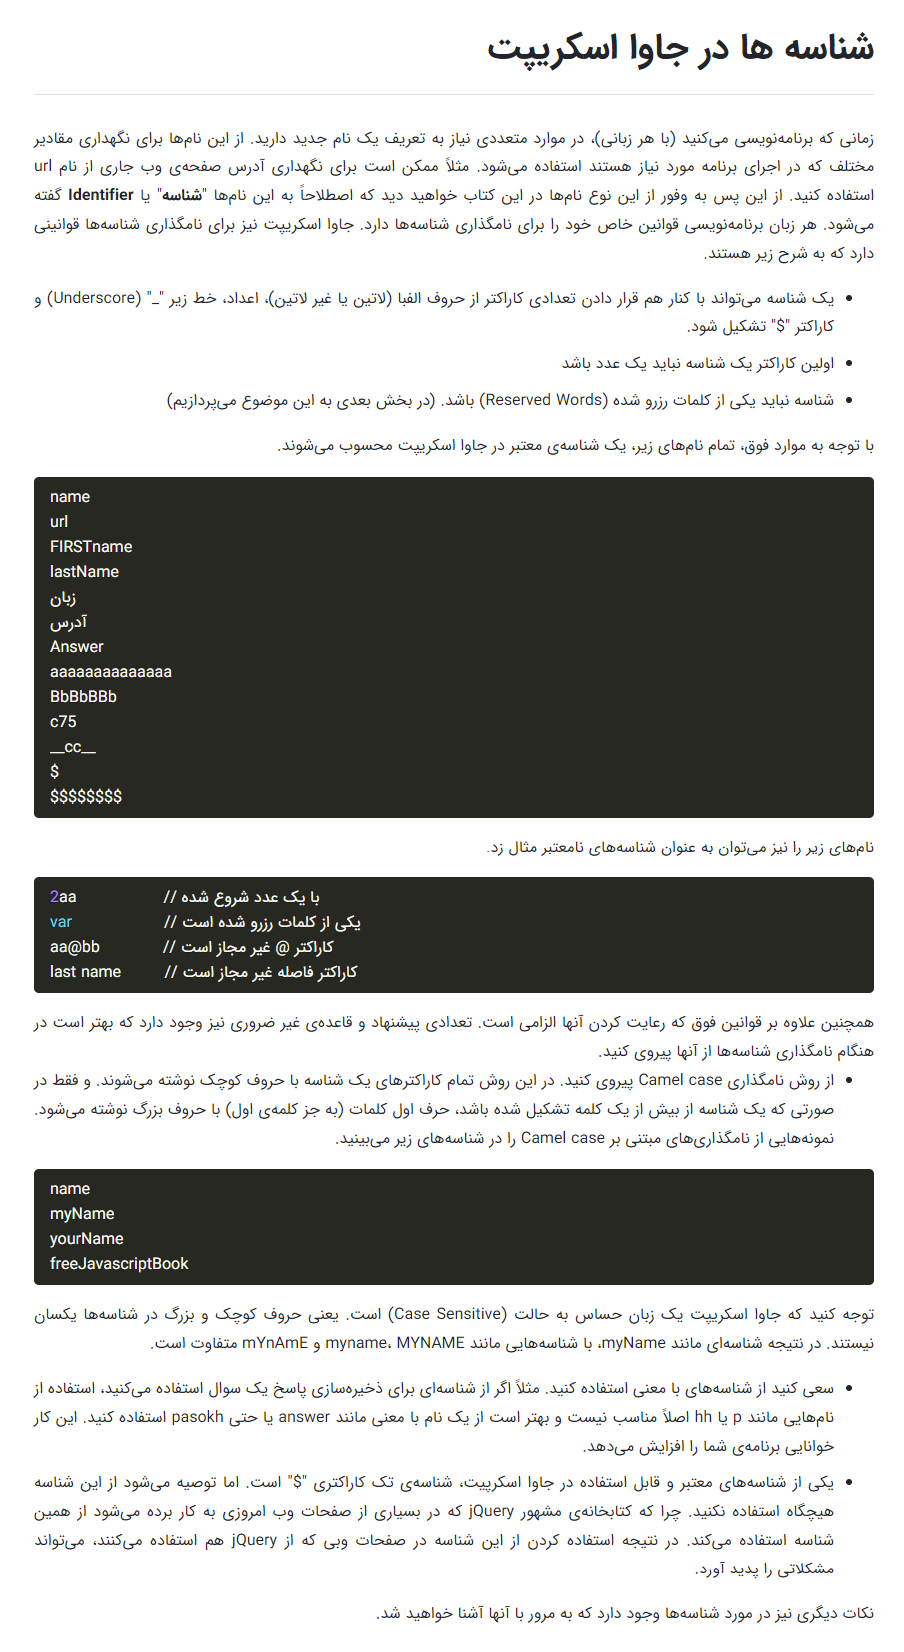 شناسه ها در جاوا اسکریپت
زمانی که برنامه‌نویسی می‌کنید (با هر زبانی)، در موارد متعددی نیاز به تعریف یک نام جدید دارید. از این نام‌ها برای نگهداری مقادیر
مختلف که در اجرای برنامه مورد نیاز هستند استفاده می‌شود. مثلاً ممکن است برای نگهداری آدرس صفحه‌ی وب جاری از نام url
استفاده کنید. از این پس به وفور از این نوع نام‌ها در این کتاب خواهید دید که اصطلاحاً به این نام‌ها "شناسه" یا Identifier گفته
می‌شود. هر زبان برنامه‌نویسی قوانین خاص خود را برای نامگذاری شناسه‌ها دارد. جاوا اسکریپت نیز برای نامگذاری شناسه‌ها قوانینی
دارد که به شرح زیر هستند.
• یک شناسه می‌تواند با کنار هم قرار دادن تعدادی کاراکتر از حروف الفبا (لاتین یا غیر لاتین)، اعداد، خط زیر "_" (Underscore) و
کاراکتر "$" تشکیل شود.
• اولین کاراکتر یک شناسه نباید یک عدد باشد
• شناسه نباید یکی از کلمات رزرو شده (Reserved Words) باشد. (در بخش بعدی به این موضوع می‌پردازیم)
با توجه به موارد فوق، تمام نام‌های زیر، یک شناسه‌ی معتبر در جاوا اسکریپت محسوب می‌شوند.
name
url
FIRSTname
lastName
زبان
آدرس
Answer
aaaaaaaaaaaaaa
BbBbBBb
c75
__cc__
$
$$$$$$$$
نام‌های زیر را نیز می‌توان به عنوان شناسه‌های نامعتبر مثال زد.
2aa // با یک عدد شروع شده
var // یکی از کلمات رزرو شده است
aa@bb // کاراکتر @ غیر مجاز است
last name // کاراکتر فاصله غیر مجاز است
همچنین علاوه بر قوانین فوق که رعایت کردن آنها الزامی است. تعدادی پیشنهاد و قاعده‌ی غیر ضروری نیز وجود دارد که بهتر است در
هنگام نامگذاری شناسه‌ها از آنها پیروی کنید.
• از روش نامگذاری Camel case پیروی کنید. در این روش تمام کاراکترهای یک شناسه با حروف کوچک نوشته می‌شوند. و فقط در
صورتی که یک شناسه از بیش از یک کلمه تشکیل شده باشد، حرف اول کلمات (به جز کلمه‌ی اول) با حروف بزرگ نوشته می‌شود.
نمونه‌هایی از نامگذاری‌های مبتنی بر Camel case را در شناسه‌های زیر می‌بینید.
name
myName
yourName
freeJavascriptBook
توجه کنید که جاوا اسکریپت یک زبان حساس به حالت (Case Sensitive) است. یعنی حروف کوچک و بزرگ در شناسه‌ها یکسان
نیستند. در نتیجه شناسه‌ای مانند myName، با شناسه‌هایی مانند myname، MYNAME و mYnAmE متفاوت است.
• سعی کنید از شناسه‌های با معنی استفاده کنید. مثلاً اگر از شناسه‌ای برای ذخیره‌سازی پاسخ یک سوال استفاده می‌کنید، استفاده از
نام‌هایی مانند p یا hh اصلاً مناسب نیست و بهتر است از یک نام با معنی مانند answer یا حتی pasokh استفاده کنید. این کار
خوانایی برنامه‌ی شما را افزایش می‌دهد.
• یکی از شناسه‌های معتبر و قابل استفاده در جاوا اسکرپیت، شناسه‌ی تک کاراکتری "$" است. اما توصیه می‌شود از این شناسه
هیچگاه استفاده نکنید. چرا که کتابخانه‌ی مشهور jQuery که در بسیاری از صفحات وب امروزی به کار برده می‌شود از همین
شناسه استفاده می‌کند. در نتیجه استفاده کردن از این شناسه در صفحات وبی که از jQuery هم استفاده می‌کنند، می‌تواند
مشکلاتی را پدید آورد.
نکات دیگری نیز در مورد شناسه‌ها وجود دارد که به مرور با آنها آشنا خواهید شد.